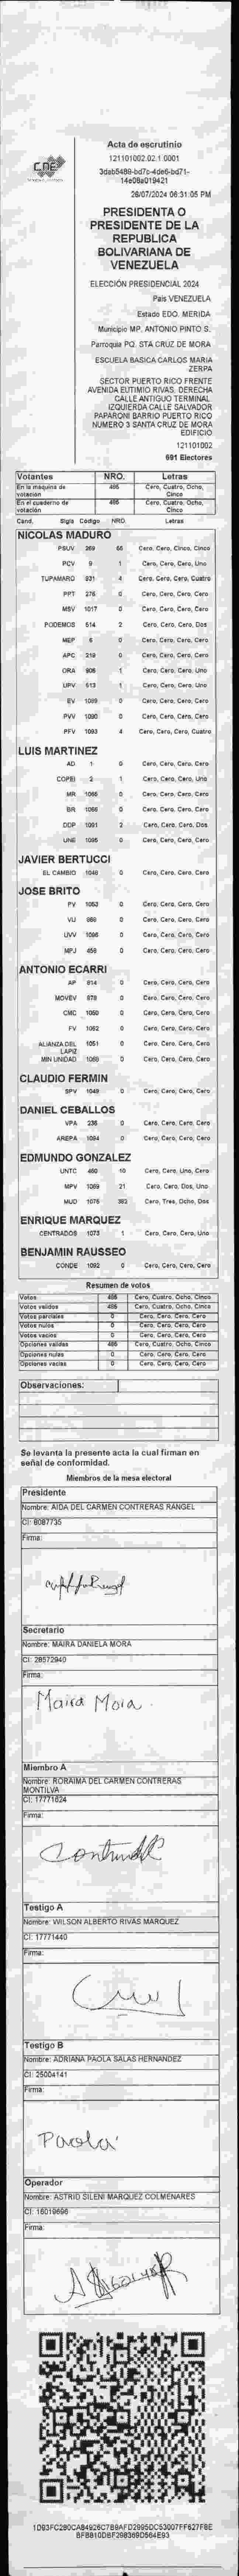 Acta de escrutinio
121101002.02.1.0001
3dab5489-bd7c-4de6-bd71-
14e08a019421
28/07/2024 06:31:05 PM
CNE
PRESIDENTA O
PRESIDENTE DE LA
REPUBLICA
BOLIVARIANA DE
VENEZUELA
ELECCIÓN PRESIDENCIAL 2024
País VENEZUELA
Estado EDO. MERIDA
Municipio MP. ANTONIO PINTO S.
Parroquia PQ. STA CRUZ DE MORA
ESCUELA BASICA CARLOS MARIA
ZERPA
SECTOR PUERTO RICO FRENTE
AVENIDA EUTIMIO RIVAS. DERECHA
CALLE ANTIGUO TERMINAL.
IZQUIERDA CALLE SALVADOR
PAPARONI BARRIO PUERTO RICO
NUMERO 3 SANTA CRUZ DE MORA
EDIFICIO
121101002
691 Electores
Votantes NRO. Letras
En la máquina de votación 485 Cero, Cuatro, Ocho, Cinco
En el cuaderno de votación 485 Cero, Cuatro, Ocho, Cinco
Cand. Sigla Código NRO. Letras
NICOLAS MADURO
PSUV 269 55 Cero, Cero, Cinco, Cinco
PCV 9 1 Cero, Cero, Cero, Uno
TUPAMARO 931 4 Cero, Cero, Cero, Cuatro
PPT 276 0 Cero, Cero, Cero, Cero
MSV 1017 0 Cero, Cero, Cero, Cero
PODEMOS 514 2 Cero, Cero, Cero, Dos
MEP 6 0 Cero, Cero, Cero, Cero
APC 219 0 Cero, Cero, Cero, Cero
ORA 906 1 Cero, Cero, Cero, Uno
UPV 613 1 Cero, Cero, Cero, Uno
EV 1089 0 Cero, Cero, Cero, Cero
PVV 1090 0 Cero, Cero, Cero, Cero
PFV 1093 4 Cero, Cero, Cero, Cuatro
LUIS MARTINEZ
AD 1 0 Cero, Cero, Cero, Cero
COPEI 2 1 Cero, Cero, Cero, Uno
MR 1065 0 Cero, Cero, Cero, Cero
BR 1066 0 Cero, Cero, Cero, Cero
DDP 1091 2 Cero, Cero, Cero, Dos
UNE 1095 0 Cero, Cero, Cero, Cero
JAVIER BERTUCCI
EL CAMBIO 1048 0 Cero, Cero, Cero, Cero
JOSE BRITO
PV 1053 0 Cero, Cero, Cero, Cero
VU 989 0 Cero, Cero, Cero, Cero
UVV 1096 0 Cero, Cero, Cero, Cero
MPJ 458 0 Cero, Cero, Cero, Cero
ANTONIO ECARRI
AP 814 0 Cero, Cero, Cero, Cero
MOVEV 879 0 Cero, Cero, Cero, Cero
CMC 1050 0 Cero, Cero, Cero, Cero
FV 1062 0 Cero, Cero, Cero, Cero
ALIANZA DEL LAPIZ 1051 0 Cero, Cero, Cero, Cero
MIN UNIDAD 1088 0 Cero, Cero, Cero, Cero
CLAUDIO FERMIN
SPV 1049 0 Cero, Cero, Cero, Cero
DANIEL CEBALLOS
VPA 235 0 Cero, Cero, Cero, Cero
AREPA 1094 0 Cero, Cero, Cero, Cero
EDMUNDO GONZALEZ
UNTC 460 10 Cero, Cero, Uno, Cero
MPV 1069 21 Cero, Cero, Dos, Uno
MUD 1075 382 Cero, Tres, Ocho, Dos
ENRIQUE MARQUEZ
CENTRADOS 1073 1 Cero, Cero, Cero, Uno
BENJAMIN RAUSSEO
CONDE 1092 0 Cero, Cero, Cero, Cero
Resumen de votos
Votos 485 Cero, Cuatro, Ocho, Cinco
Votos válidos 485 Cero, Cuatro, Ocho, Cinco
Votos parciales 0 Cero, Cero, Cero, Cero
Votos nulos 0 Cero, Cero, Cero, Cero
Votos vacíos 0 Cero, Cero, Cero, Cero
Opciones válidas 485 Cero, Cuatro, Ocho, Cinco
Opciones nulas 0 Cero, Cero, Cero, Cero
Opciones vacías 0 Cero, Cero, Cero, Cero
Observaciones:
Se levanta la presente acta la cual firman en
señal de conformidad.
Miembros de la mesa electoral
Presidente
Nombre: AIDA DEL CARMEN CONTRERAS RANGEL
CI: 8087735
Firma:
Secretario
Nombre: MAIRA DANIELA MORA
CI: 28572940
Firma:
Maira Mora
Miembro A
Nombre: RORAIMA DEL CARMEN CONTRERAS
MONTILVA
CI: 17771624
Firma:
Testigo A
Nombre: WILSON ALBERTO RIVAS MARQUEZ
CI: 17771440
Firma:
Testigo B
Nombre: ADRIANA PAOLA SALAS HERNANDEZ
CI: 25004141
Firma:
Paola
Operador
Nombre: ASTRID SILENI MARQUEZ COLMENARES
CI: 16019696
Firma: